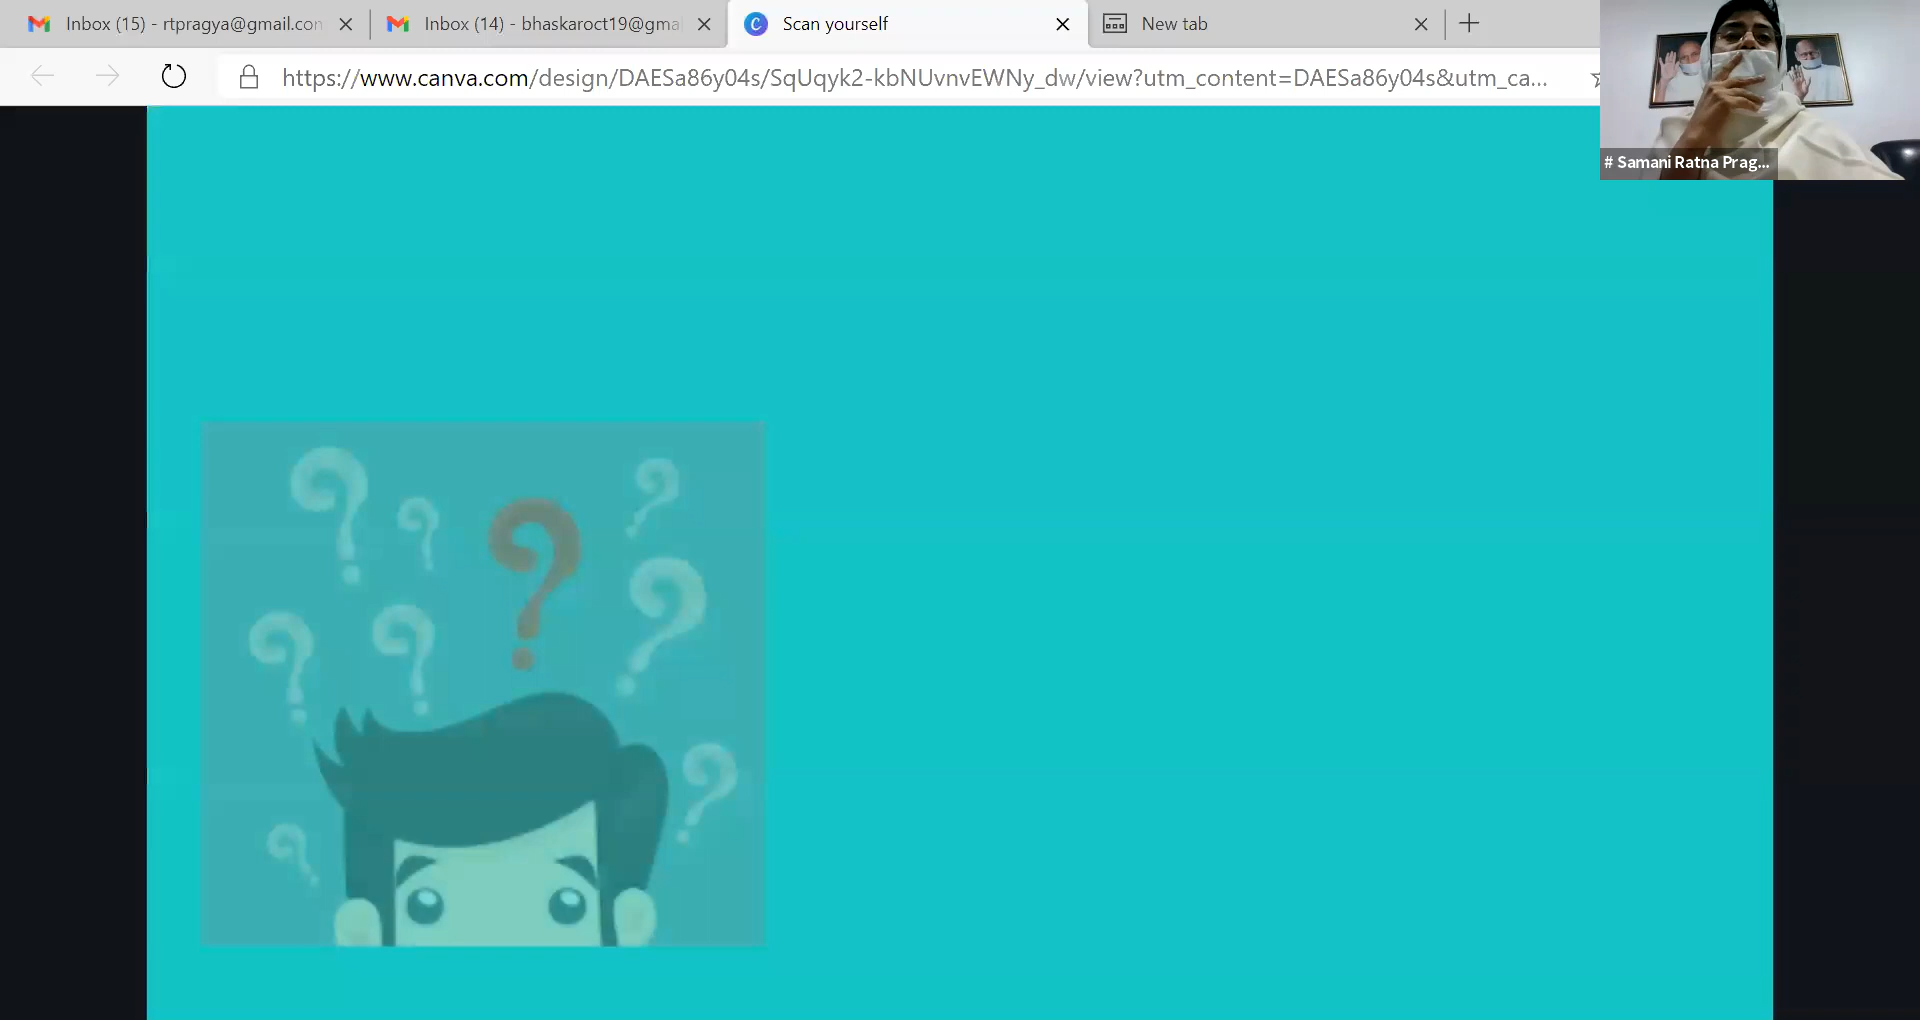 Inbox (15) - rtpragya@gmail.con
Inbox (14) - bhaskaroct19@gma
Scan yourself
New tab
https://www.canva.com/design/DAESa86y04s/SqUqyk2-kbNUvnvEWNy_dw/view?utm_content=DAESa86y04s&utm_ca...
# Samani Ratna Prag...
? ? ? ? ? ? ? ? ? ?